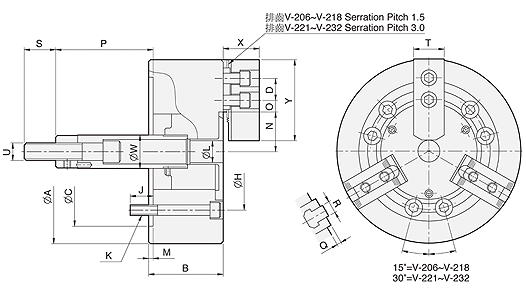 排齒V-206~V-218 Serration Pitch 1.5
排齒V-221~V-232 Serration Pitch 3.0
S
P
X
T
D
O
Y
N
U
ØW
ØL
ØA
ØC
J
ØH
R
Q
K
M
B
15°=V-206~V-218
30°=V-221~V-232